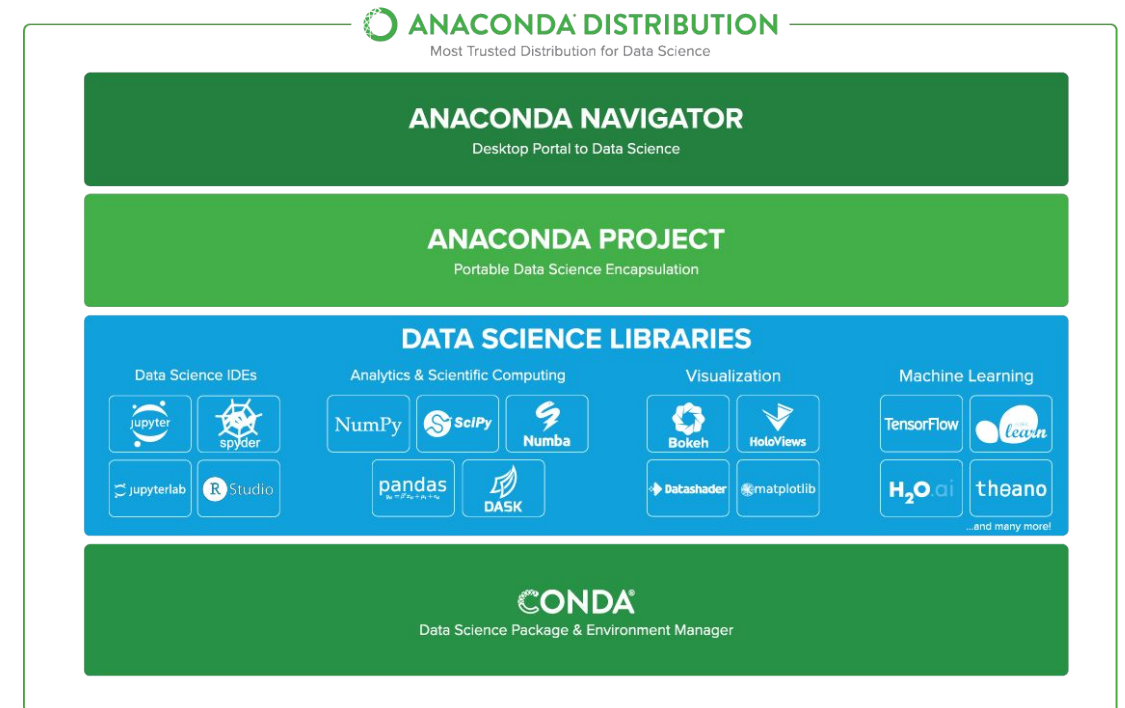 ANACONDA® DISTRIBUTION
Most Trusted Distribution for Data Science
ANACONDA NAVIGATOR
Desktop Portal to Data Science
ANACONDA PROJECT
Portable Data Science Encapsulation
DATA SCIENCE LIBRARIES
Data Science IDEs
jupyter
spyder
jupyterlab
R Studio
Analytics & Scientific Computing
NumPy
SciPy
Numba
pandas
DASK
Visualization
Bokeh
HoloViews
Datashader
matplotlib
Machine Learning
TensorFlow
learn
H2O.ai
theano
...and many more!
CONDA®
Data Science Package & Environment Manager